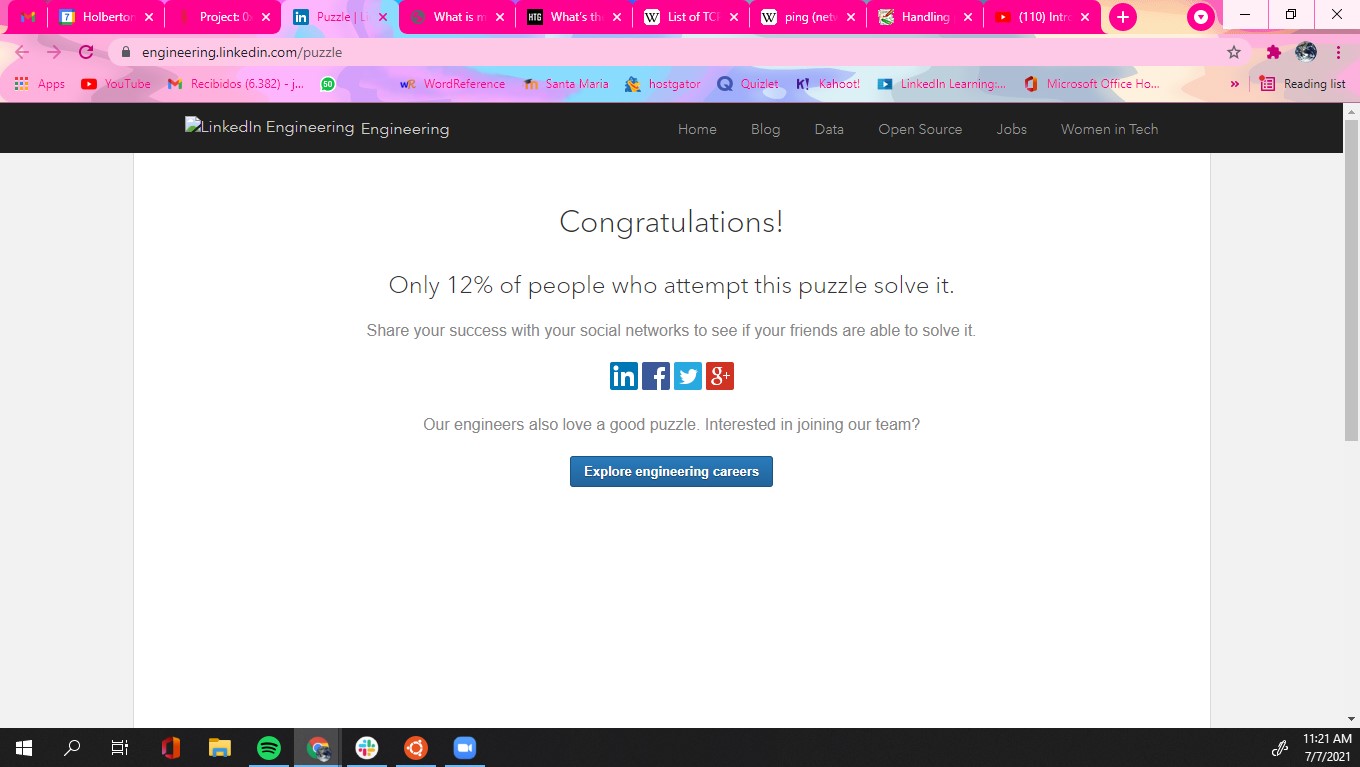 Holberton
Project: 0x
Puzzle | Li
What is m
HTG What's the
W List of TCP
W ping (netw
Handling
(110) Intro
engineering.linkedin.com/puzzle
Apps YouTube Recibidos (6.382) - j... 50 WordReference Santa Maria hostgator Quizlet K! Kahoot! LinkedIn Learning:... Microsoft Office Ho... » Reading list
LinkedIn Engineering Engineering Home Blog Data Open Source Jobs Women in Tech
Congratulations!
Only 12% of people who attempt this puzzle solve it.
Share your success with your social networks to see if your friends are able to solve it.
in f g+
Our engineers also love a good puzzle. Interested in joining our team?
Explore engineering careers
11:21 AM
7/7/2021